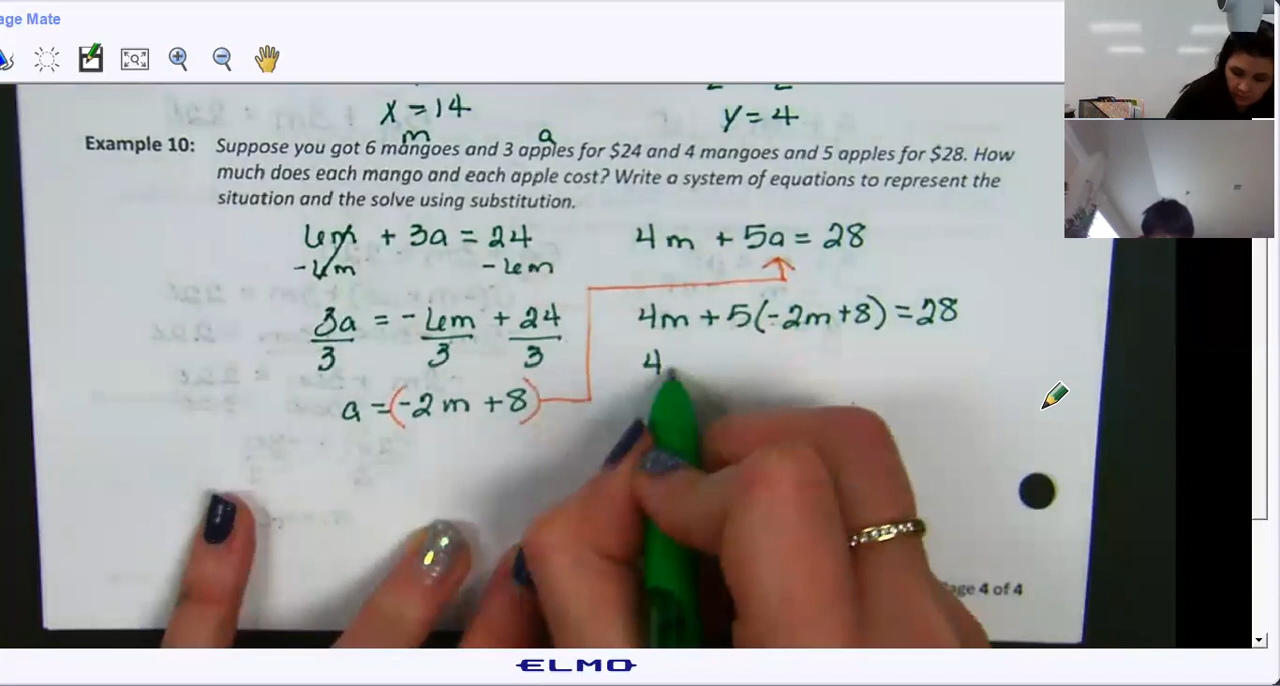 age Mate
x = 14
y = 4
m
a
Example 10: Suppose you got 6 mangoes and 3 apples for $24 and 4 mangoes and 5 apples for $28. How
much does each mango and each apple cost? Write a system of equations to represent the
situation and the solve using substitution.
6m + 3a = 24
4m + 5a = 28
-6m -6m
3a = -6m + 24
3 3 3
4m + 5(-2m+8) = 28
4
a = (-2m + 8)
age 4 of 4
ELMO